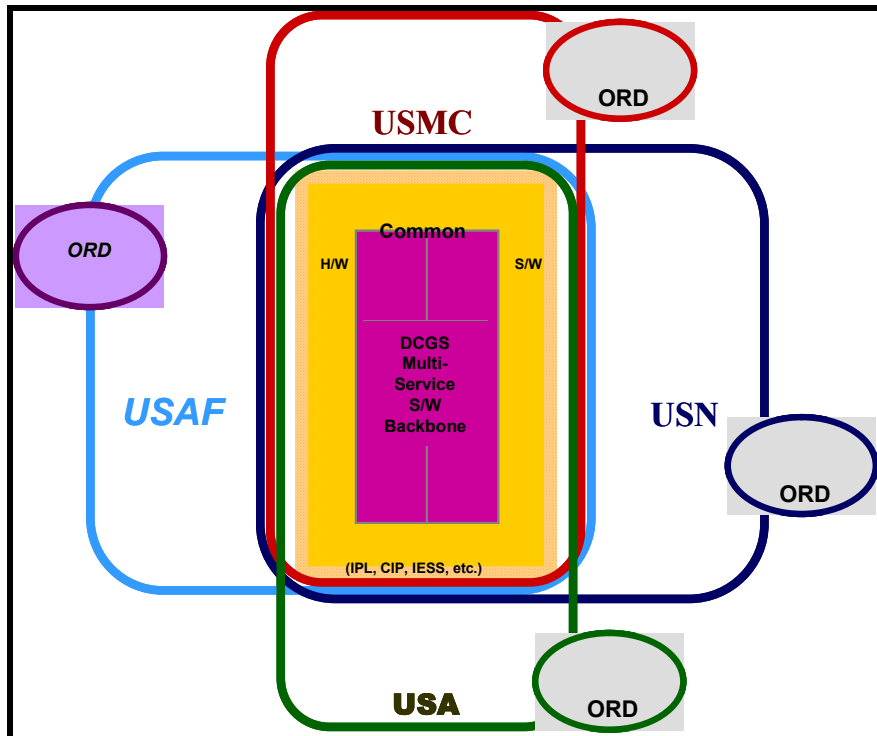 ORD
USMC
ORD
Common
H/W
S/W
DCGS
Multi-
Service
S/W
Backbone
USAF
USN
ORD
(IPL, CIP, IESS, etc.)
USA
ORD